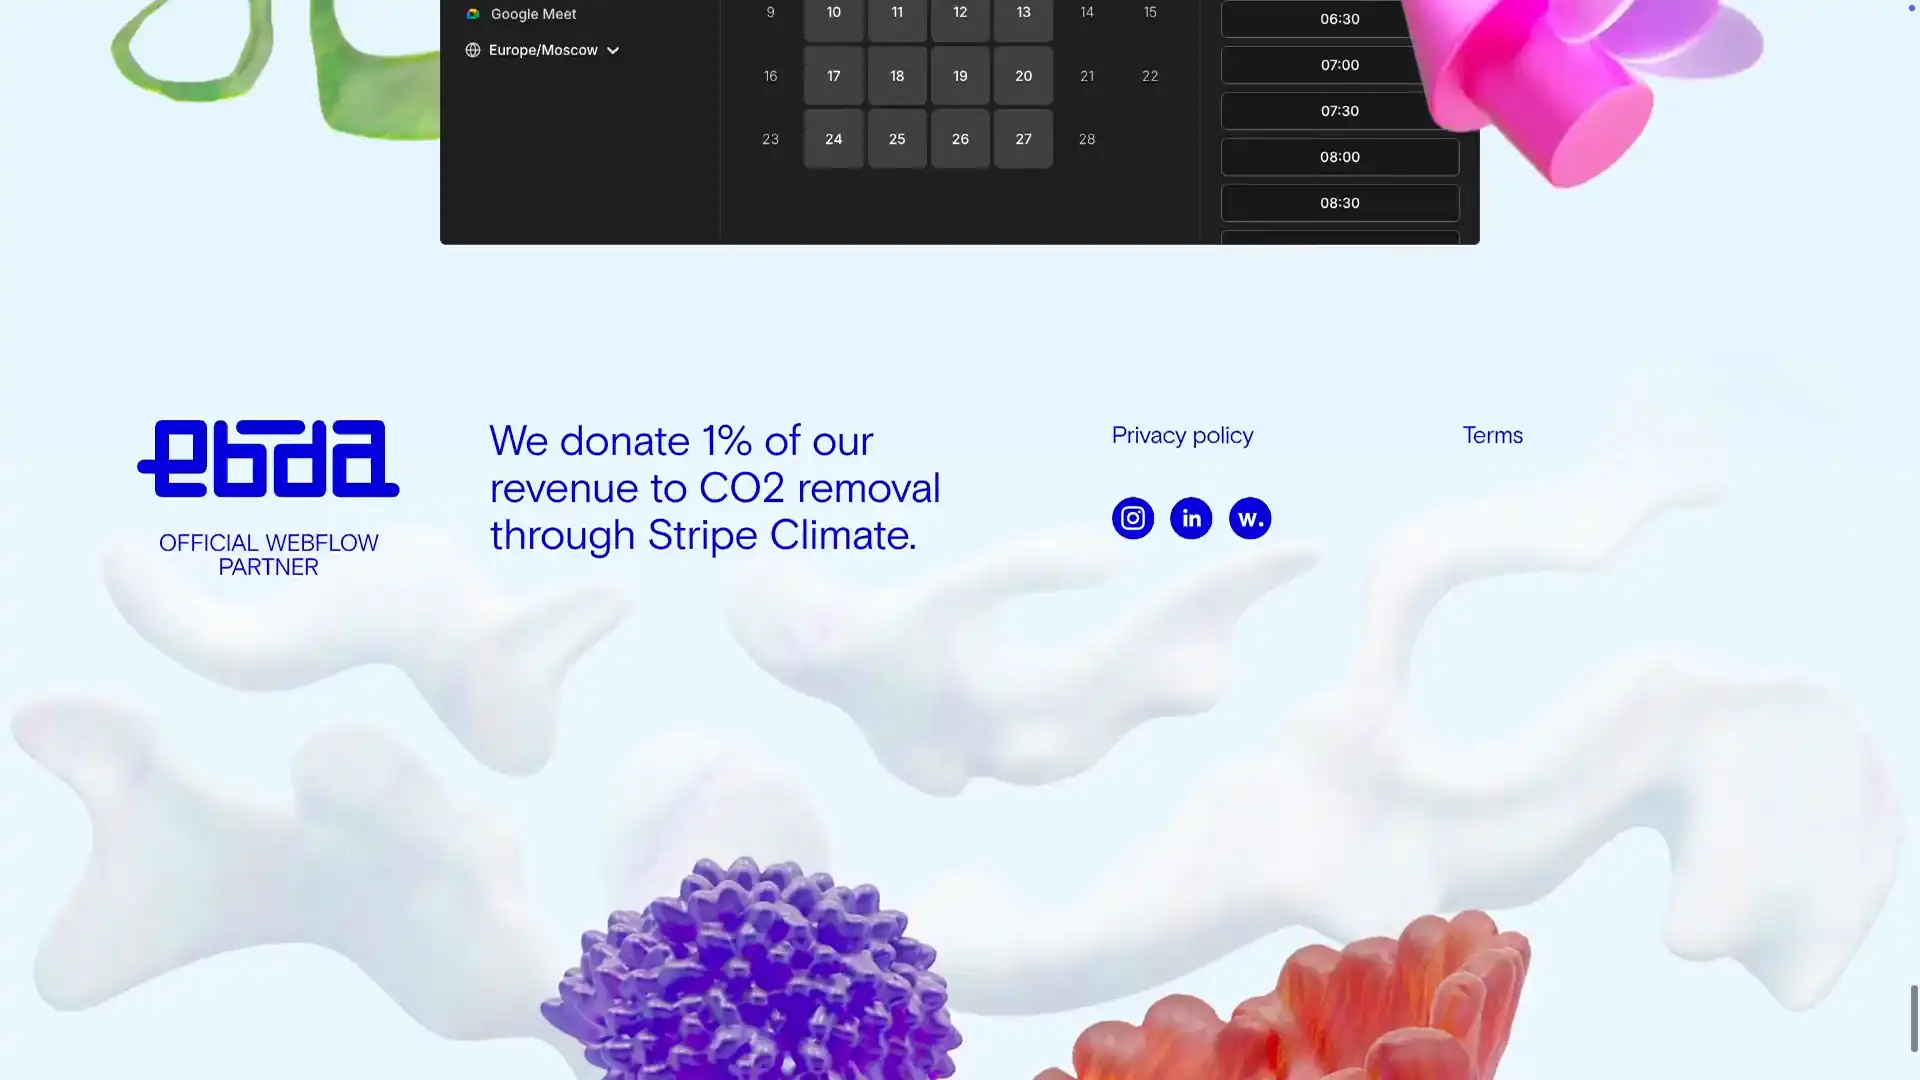 Google Meet
Europe/Moscow
9 10 11 12 13 14 15
16 17 18 19 20 21 22
23 24 25 26 27 28
06:30
07:00
07:30
08:00
08:30
ebda
OFFICIAL WEBFLOW
PARTNER
We donate 1% of our
revenue to CO2 removal
through Stripe Climate.
Privacy policy
Terms
in
w.